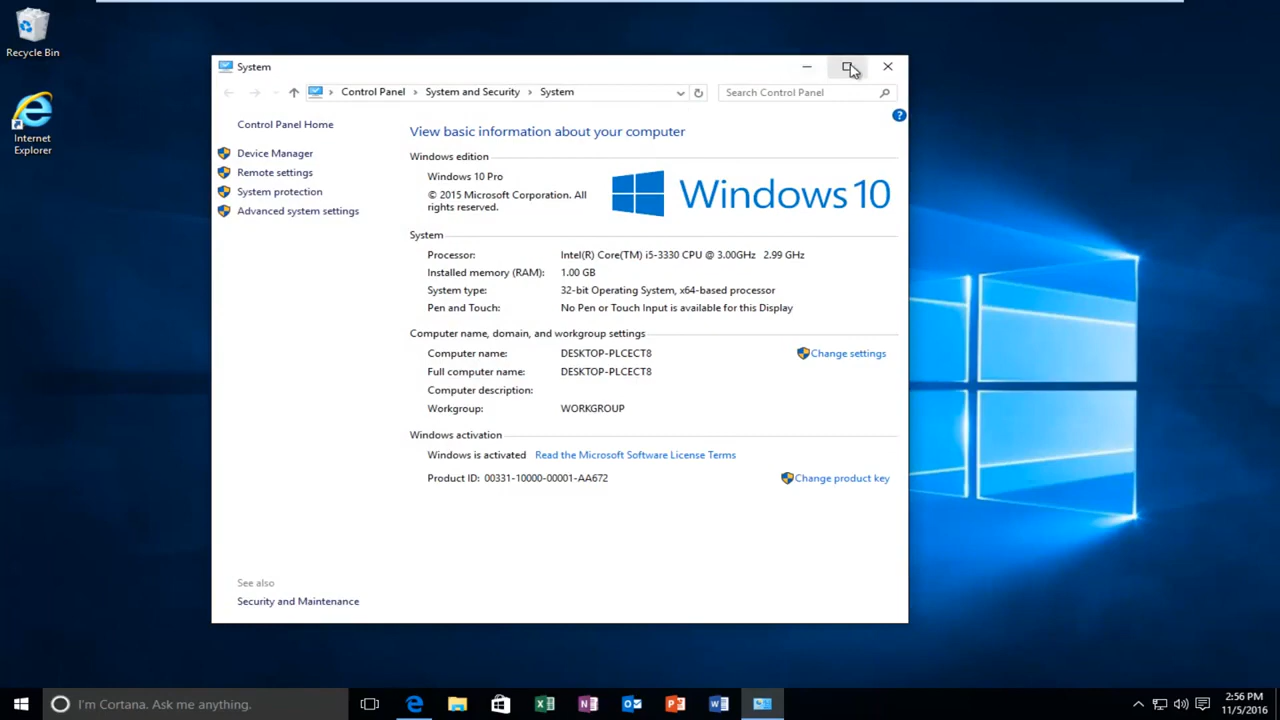 Recycle Bin
Internet
Explorer
System
Control Panel > System and Security > System
Search Control Panel
?
Control Panel Home
Device Manager
Remote settings
System protection
Advanced system settings
View basic information about your computer
Windows edition
Windows 10 Pro
© 2015 Microsoft Corporation. All
rights reserved.
Windows 10
System
Processor: Intel(R) Core(TM) i5-3330 CPU @ 3.00GHz 2.99 GHz
Installed memory (RAM): 1.00 GB
System type: 32-bit Operating System, x64-based processor
Pen and Touch: No Pen or Touch Input is available for this Display
Computer name, domain, and workgroup settings
Computer name: DESKTOP-PLCECT8
Change settings
Full computer name: DESKTOP-PLCECT8
Computer description:
Workgroup: WORKGROUP
Windows activation
Windows is activated Read the Microsoft Software License Terms
Product ID: 00331-10000-00001-AA672
Change product key
See also
Security and Maintenance
I'm Cortana. Ask me anything.
2:56 PM
11/5/2016